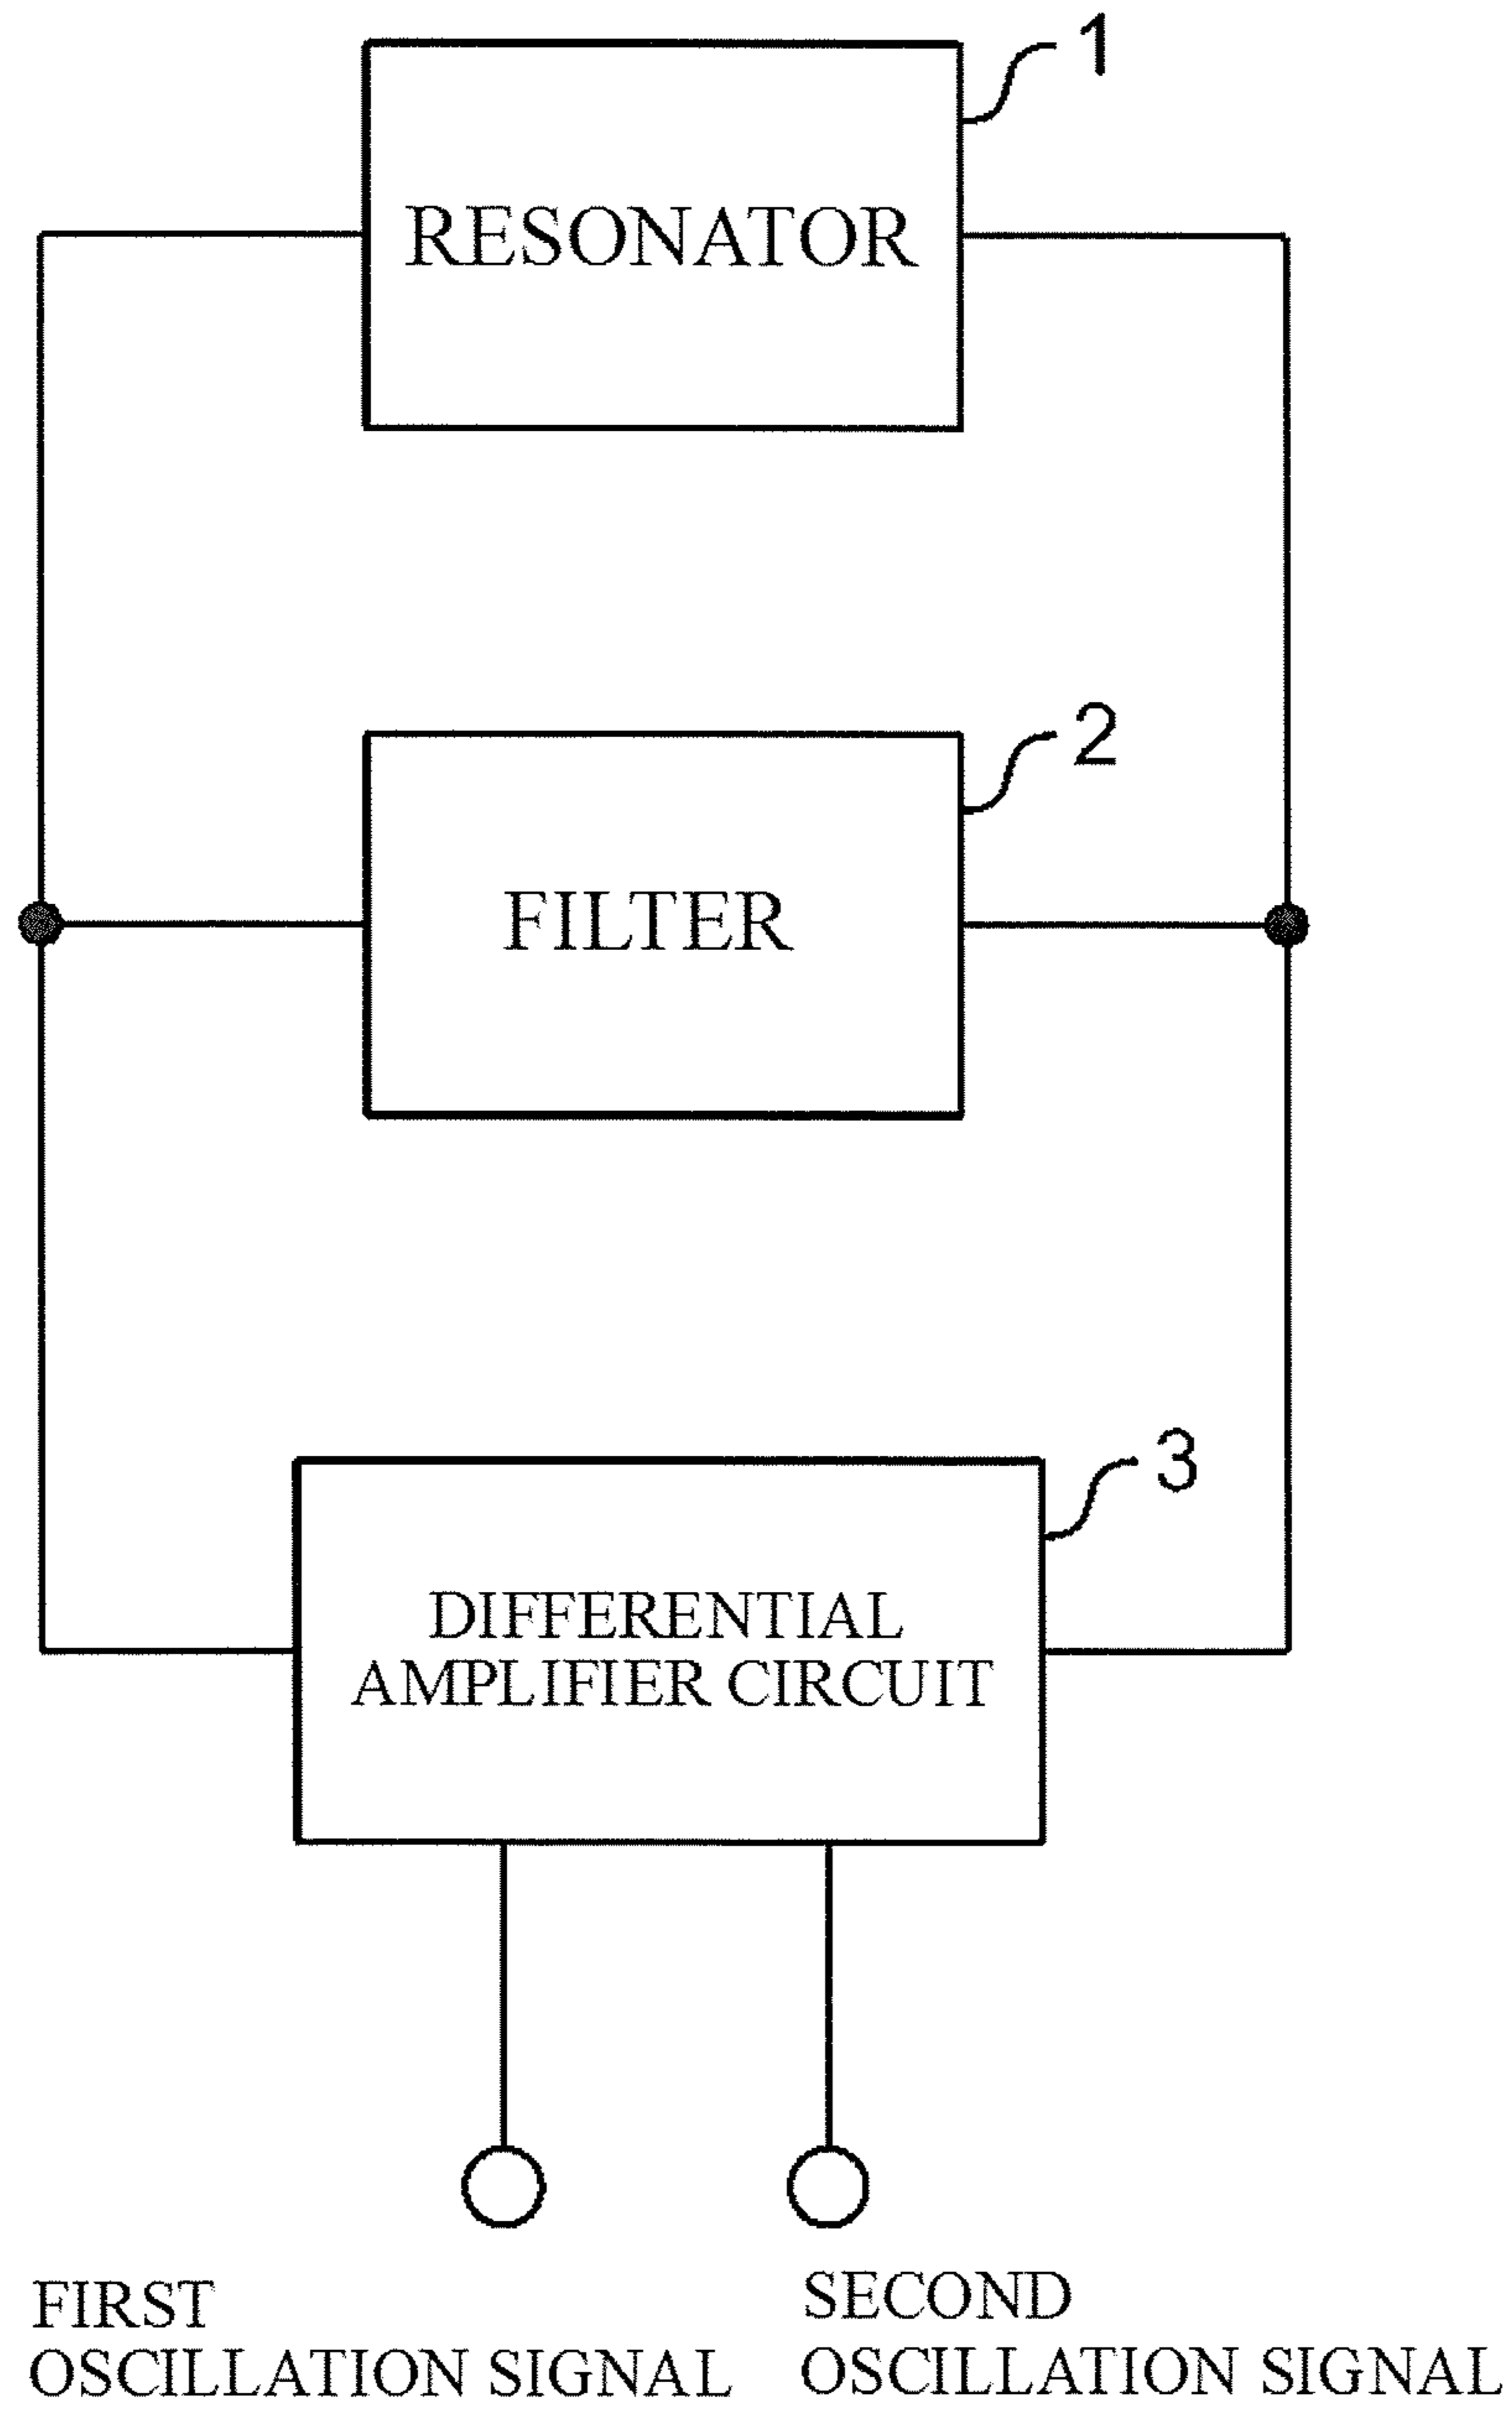 1
RESONATOR
2
FILTER
3
DIFFERENTIAL
AMPLIFIER CIRCUIT
FIRST
OSCILLATION SIGNAL
SECOND
OSCILLATION SIGNAL